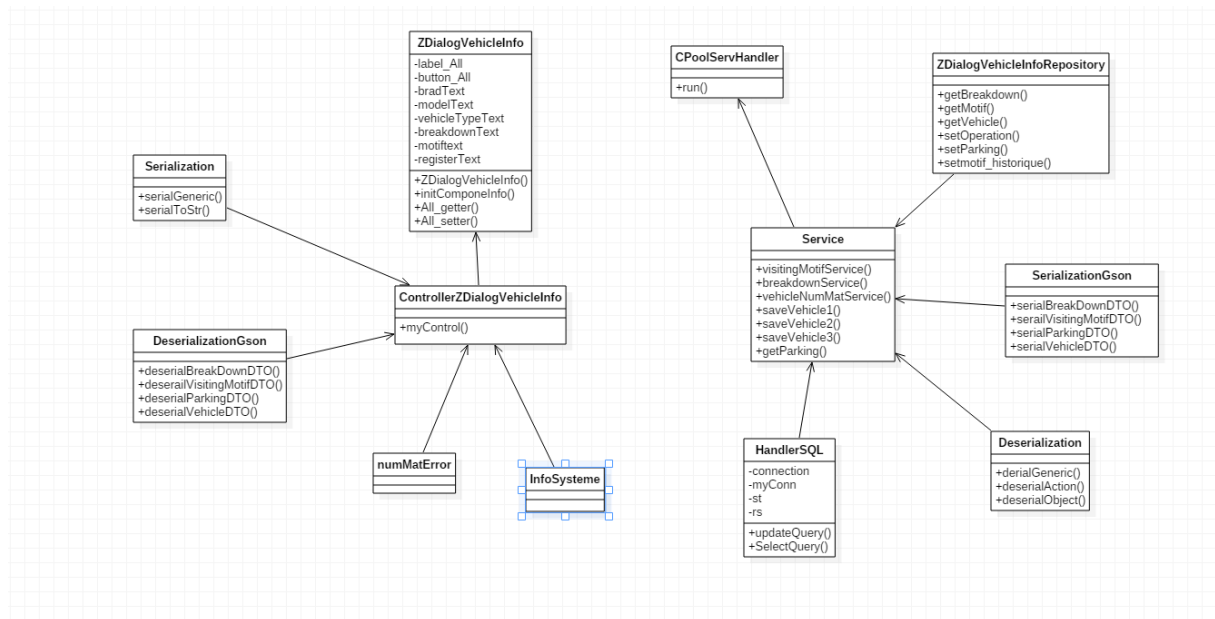 ZDialogVehicleInfo
-label_All
-button_All
-bradText
-modelText
-vehicleTypeText
-breakdownText
-motiftext
-registerText
+ZDialogVehicleInfo()
+initComponeInfo()
+All_getter()
+All_setter()
CPoolServHandler
+run()
ZDialogVehicleInfoRepository
+getBreakdown()
+getMotif()
+getVehicle()
+setOperation()
+setParking()
+setmotif_historique()
Serialization
+serialGeneric()
+serialToStr()
ControllerZDialogVehicleInfo
+myControl()
Service
+visitingMotifService()
+breakdownService()
+vehicleNumMatService()
+saveVehicle1()
+saveVehicle2()
+saveVehicle3()
+getParking()
SerializationGson
+serialBreakDownDTO()
+serailVisitingMotifDTO()
+serialParkingDTO()
+serialVehicleDTO()
DeserializationGson
+deserialBreakDownDTO()
+deserailVisitingMotifDTO()
+deserialParkingDTO()
+deserialVehicleDTO()
numMatError
InfoSysteme
HandlerSQL
-connection
-myConn
-st
-rs
+updateQuery()
+SelectQuery()
Deserialization
+derialGeneric()
+deserialAction()
+deserialObject()